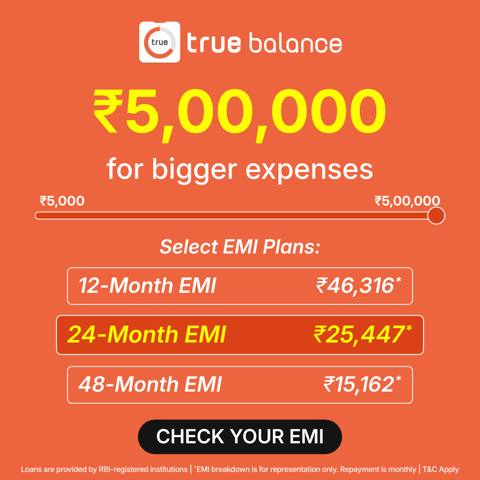 true true balance
₹5,00,000
for bigger expenses
₹5,000 ₹5,00,000
Select EMI Plans:
12-Month EMI ₹46,316*
24-Month EMI ₹25,447*
48-Month EMI ₹15,162*
CHECK YOUR EMI
Loans are provided by RBI-registered institutions | *EMI breakdown is for representation only. Repayment is monthly | T&C Apply